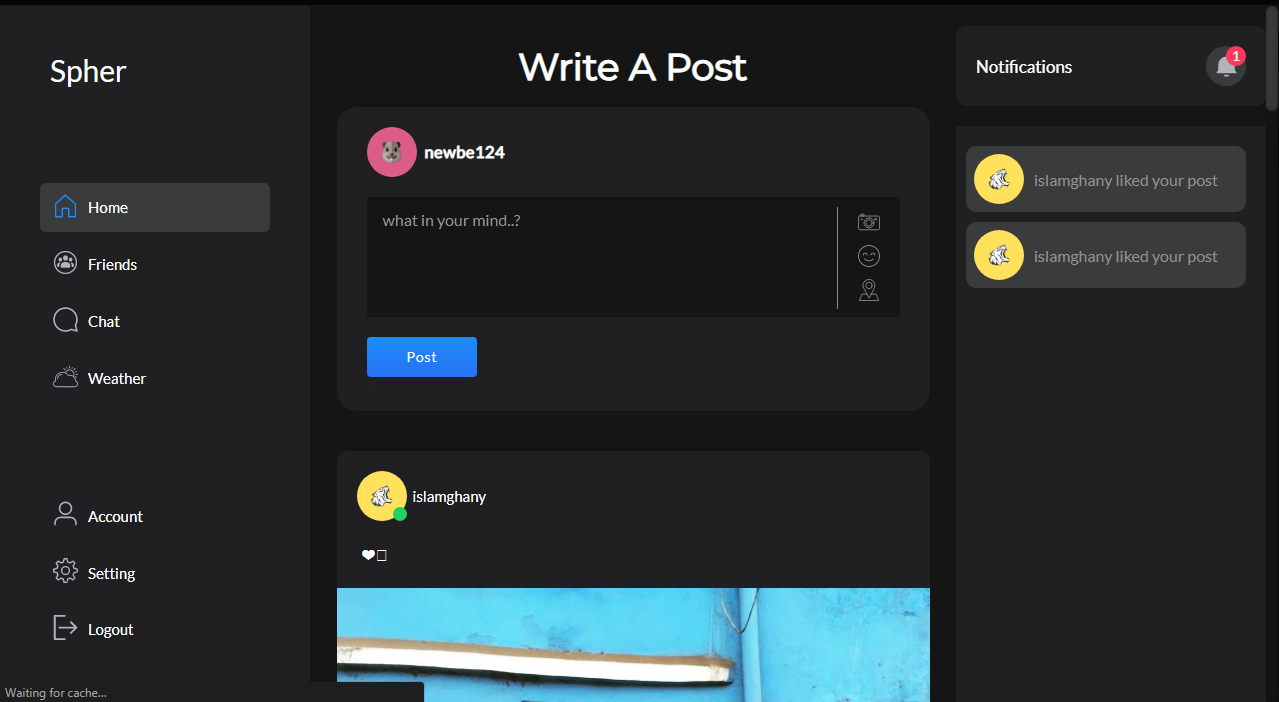 Spher
Home
Friends
Chat
Weather
Account
Setting
Logout
Waiting for cache...
Write A Post
newbe124
what in your mind..?
Post
islamghany
❤
Notifications
1
islamghany liked your post
islamghany liked your post